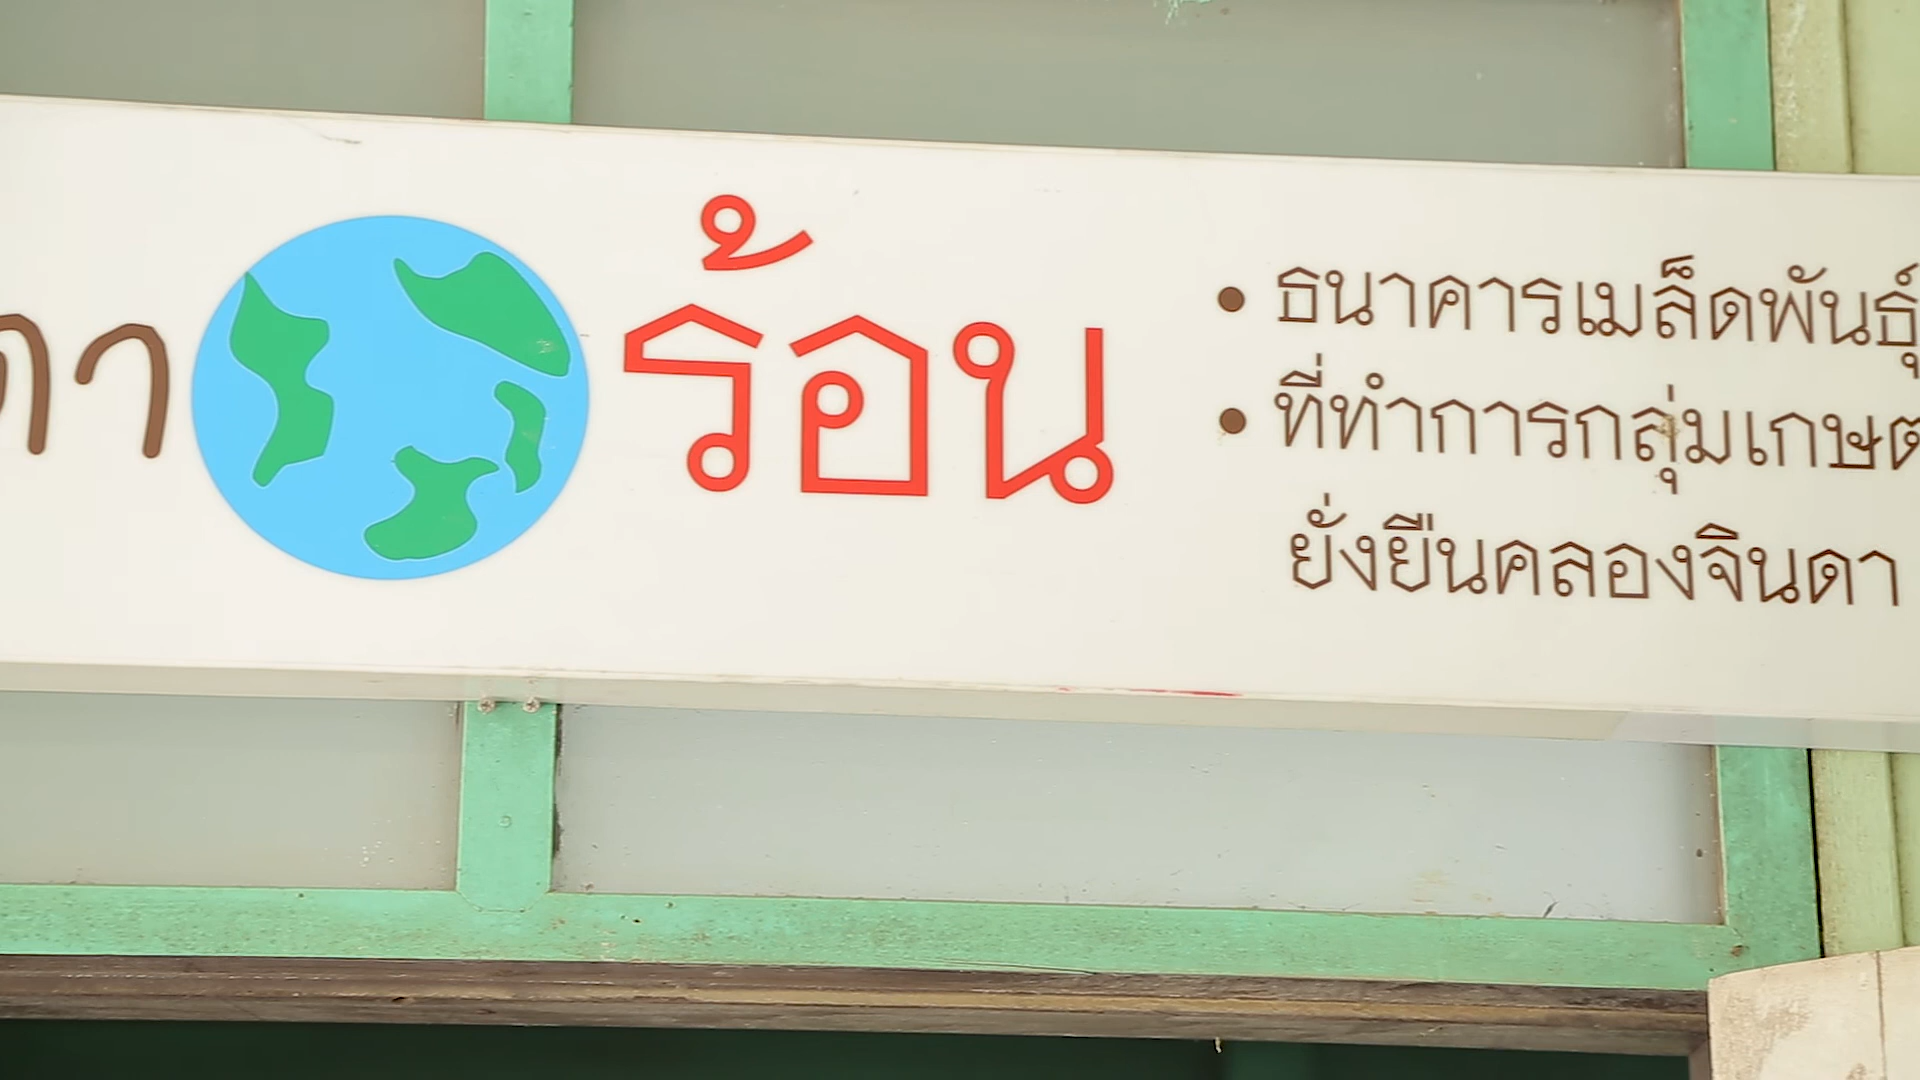 ร้อน
• ธนาคารเมล็ดพันธุ์
• ที่ทำการกลุ่มเกษต
ยั่งยืนคลองจินดา